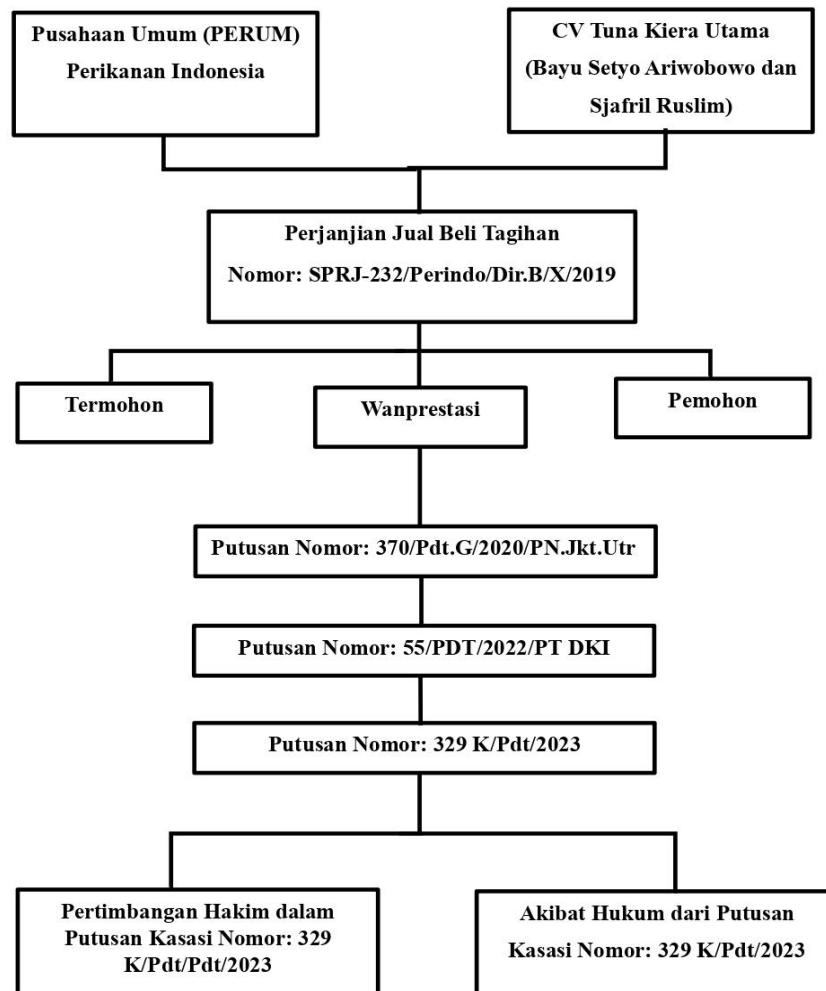 Pusahaan Umum (PERUM)
Perikanan Indonesia
CV Tuna Kiera Utama
(Bayu Setyo Ariwobowo dan
Sjafril Ruslim)
Perjanjian Jual Beli Tagihan
Nomor: SPRJ-232/Perindo/Dir.B/X/2019
Termohon
Wanprestasi
Pemohon
Putusan Nomor: 370/Pdt.G/2020/PN.Jkt.Utr
Putusan Nomor: 55/PDT/2022/PT DKI
Putusan Nomor: 329 K/Pdt/2023
Pertimbangan Hakim dalam
Putusan Kasasi Nomor: 329
K/Pdt/Pdt/2023
Akibat Hukum dari Putusan
Kasasi Nomor: 329 K/Pdt/2023